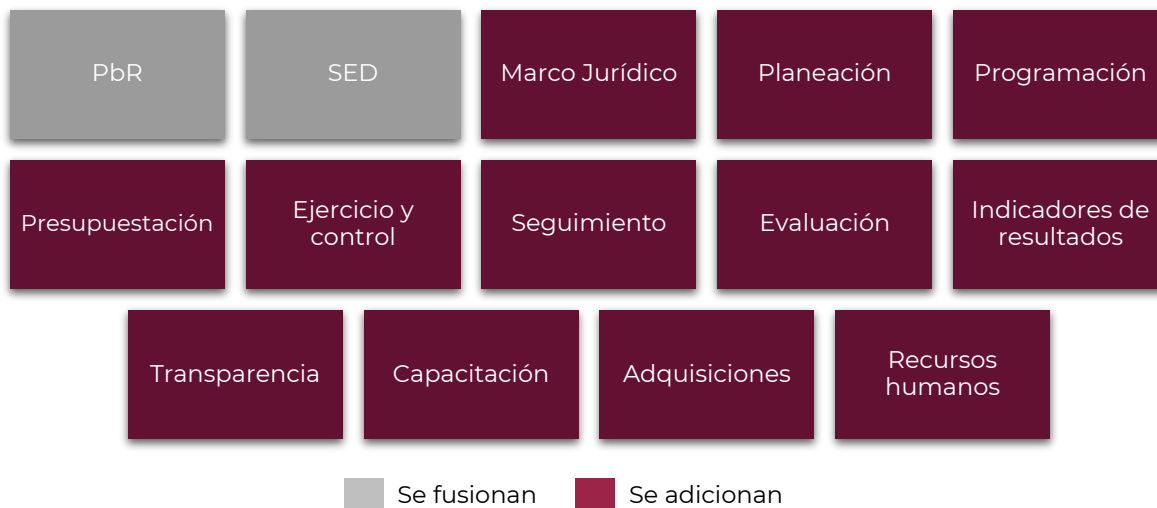 PbR
SED
Marco Jurídico
Planeación
Programación
Presupuestación
Ejercicio y
control
Seguimiento
Evaluación
Indicadores de
resultados
Transparencia
Capacitación
Adquisiciones
Recursos
humanos
Se fusionan
Se adicionan